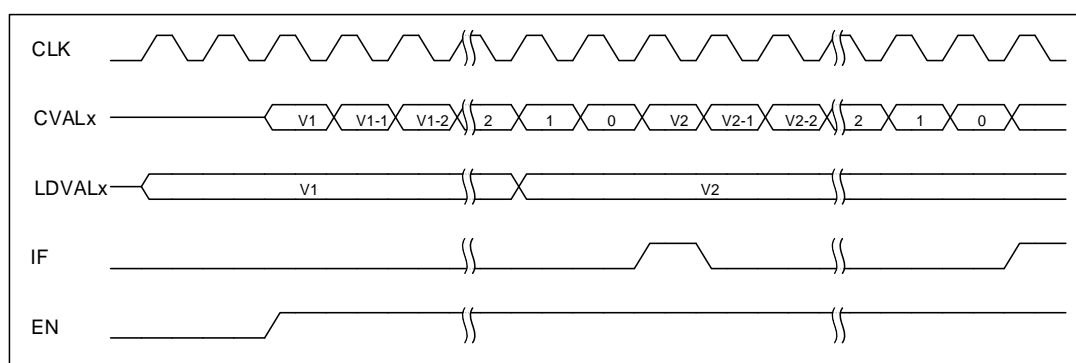 CLK
CVALx V1 V1-1 V1-2 2 1 0 V2 V2-1 V2-2 2 1 0
LDVALx V1 V2
IF
EN